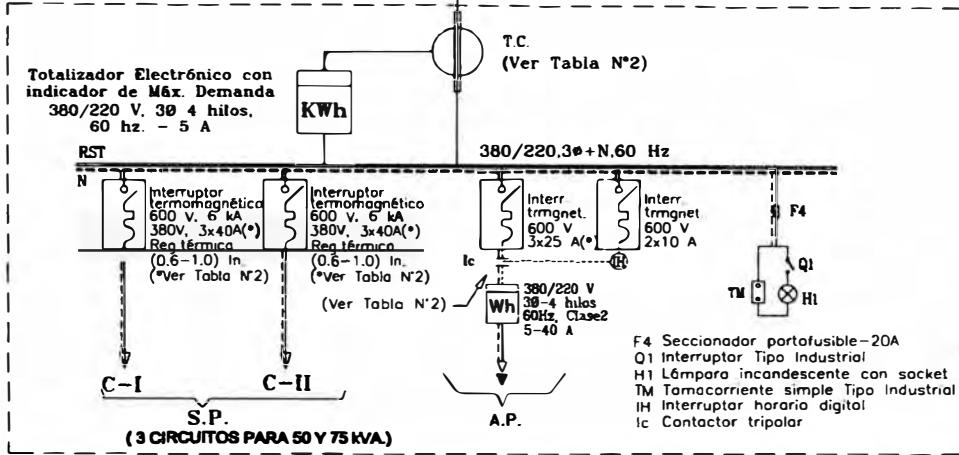 T.C.
(Ver Tabla N°2)
Totalizador Electrónico con
indicador de Máx. Demanda
380/220 V, 3Ø 4 hilos,
60 hz. - 5 A
KWh
RST
N
380/220,3ø+N,60 Hz
Interruptor
termomagnética
600 V, 6 kA
380V, 3x40A(*)
Reg térmica
(0.6-1.0) In.
(*Ver Tabla N'2)
Interruptor
termomagnético
600 V, 6 kA
380V, 3x40A(*)
Reg térmica
(0.6-1.0) In.
(*Ver Tabla N'2)
Interr.
trmgnet.
600 V
3x25 A(*)
Interr.
trmgnet
600 V
2x10 A
F4
Q1
TM
H1
Ic
IH
(Ver Tabla N'2)
Wh
380/220 V
3Ø-4 hilos
60Hz, Clase2
5-40 A
C-I
C-II
S.P.
(3 CIRCUITOS PARA 50 Y 75 kVA.)
A.P.
F4 Seccionador portafusible-20A
Q1 Interruptor Tipo Industrial
H1 Lámpara incandescente con socket
TM Tomacorriente simple Tipo Industrial
IH Interruptor horario digital
Ic Contactor tripolar